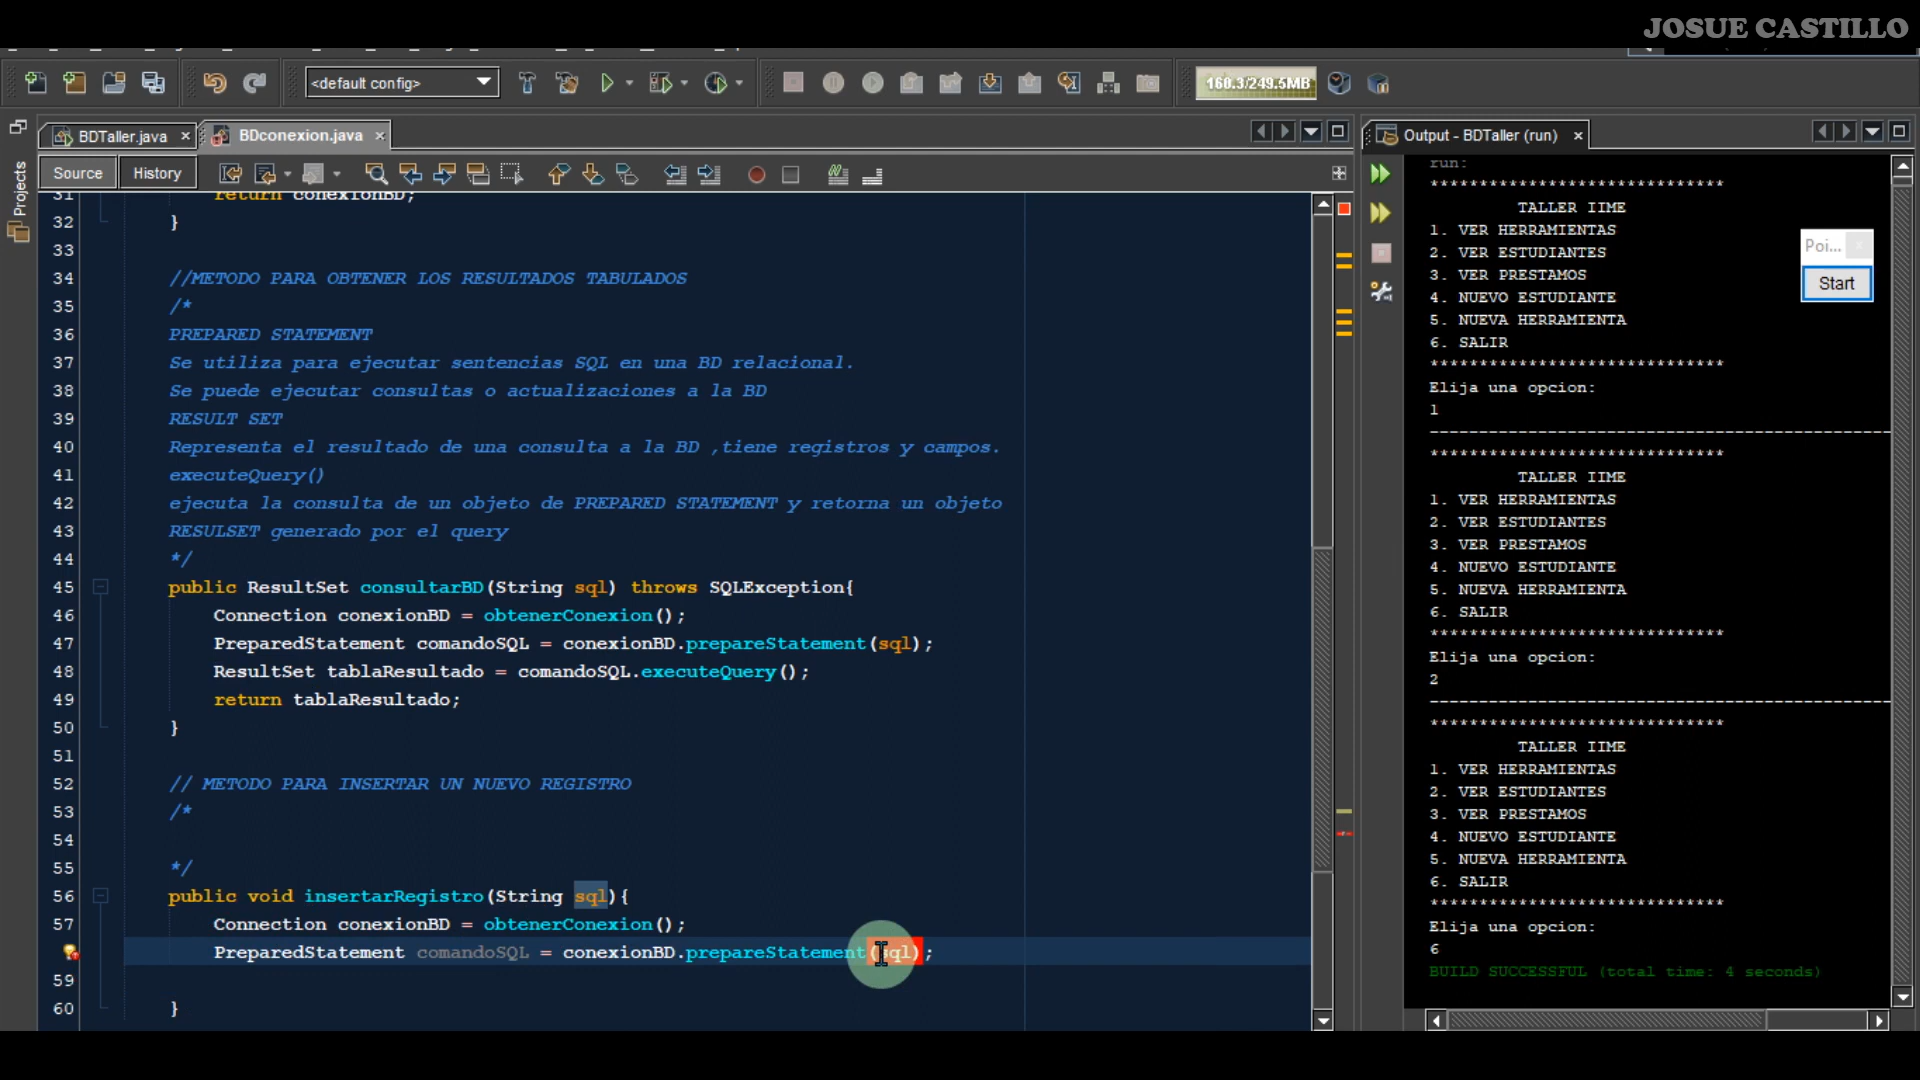 JOSUE CASTILLO
<default config>
160.3/249.5MB
BDTaller.java
BDconexion.java
Output - BDTaller (run)
Projects
Source
History
31 return conexionBD;
32 }
33
34 //METODO PARA OBTENER LOS RESULTADOS TABULADOS
35 /*
36 PREPARED STATEMENT
37 Se utiliza para ejecutar sentencias SQL en una BD relacional.
38 Se puede ejecutar consultas o actualizaciones a la BD
39 RESULT SET
40 Representa el resultado de una consulta a la BD ,tiene registros y campos.
41 executeQuery()
42 ejecuta la consulta de un objeto de PREPARED STATEMENT y retorna un objeto
43 RESULSET generado por el query
44 */
45 public ResultSet consultarBD(String sql) throws SQLException{
46 Connection conexionBD = obtenerConexion();
47 PreparedStatement comandoSQL = conexionBD.prepareStatement(sql);
48 ResultSet tablaResultado = comandoSQL.executeQuery();
49 return tablaResultado;
50 }
51
52 // METODO PARA INSERTAR UN NUEVO REGISTRO
53 /*
54
55 */
56 public void insertarRegistro(String sql){
57 Connection conexionBD = obtenerConexion();
PreparedStatement comandoSQL = conexionBD.prepareStatement(sql);
59
60 }
run:
******************************
TALLER IIME
1. VER HERRAMIENTAS
2. VER ESTUDIANTES
3. VER PRESTAMOS
4. NUEVO ESTUDIANTE
5. NUEVA HERRAMIENTA
6. SALIR
******************************
Elija una opcion:
1
-----------------------------------------------
******************************
TALLER IIME
1. VER HERRAMIENTAS
2. VER ESTUDIANTES
3. VER PRESTAMOS
4. NUEVO ESTUDIANTE
5. NUEVA HERRAMIENTA
6. SALIR
******************************
Elija una opcion:
2
-----------------------------------------------
******************************
TALLER IIME
1. VER HERRAMIENTAS
2. VER ESTUDIANTES
3. VER PRESTAMOS
4. NUEVO ESTUDIANTE
5. NUEVA HERRAMIENTA
6. SALIR
******************************
Elija una opcion:
6
BUILD SUCCESSFUL (total time: 4 seconds)
Poi...
Start